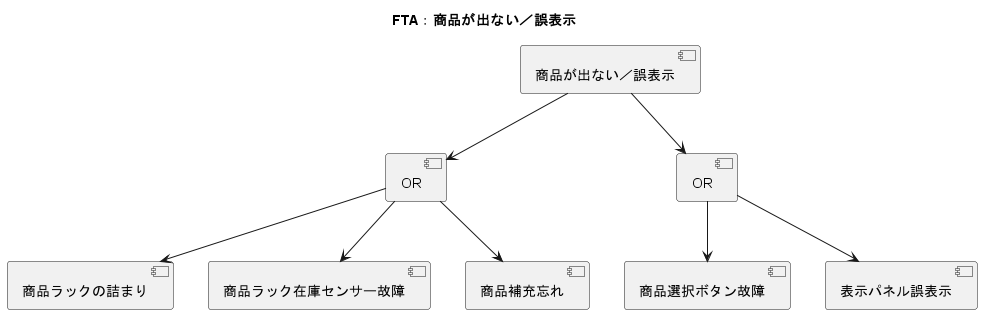 FTA：商品が出ない／誤表示
商品が出ない／誤表示
OR
OR
商品ラックの詰まり
商品ラック在庫センサー故障
商品補充忘れ
商品選択ボタン故障
表示パネル誤表示